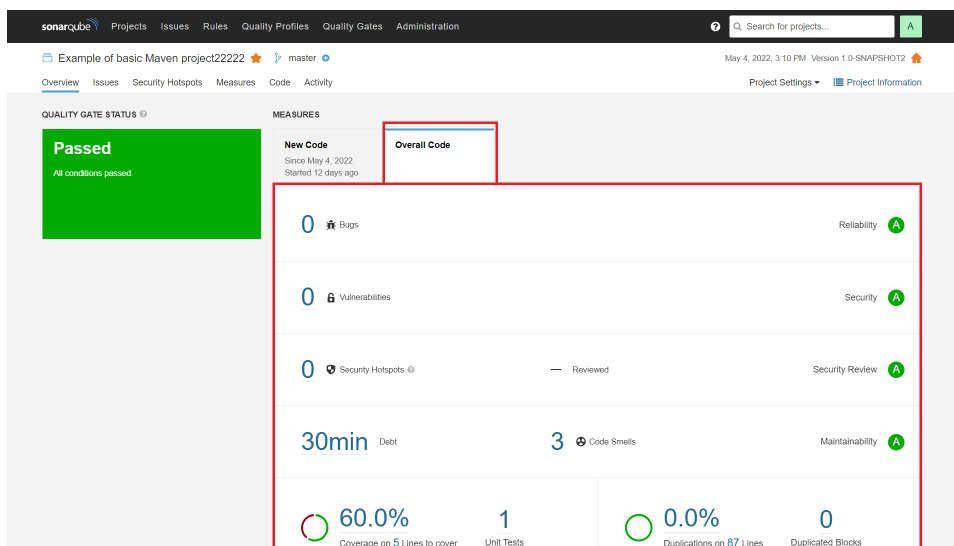 sonarqube Projects Issues Rules Quality Profiles Quality Gates Administration ? Search for projects... A
Example of basic Maven project22222 master May 4, 2022, 3:10 PM Version 1.0-SNAPSHOT2
Overview Issues Security Hotspots Measures Code Activity Project Settings Project Information
QUALITY GATE STATUS ? MEASURES
Passed
All conditions passed.
New Code
Since May 4, 2022
Started 12 days ago
Overall Code
0 Bugs Reliability A
0 Vulnerabilities Security A
0 Security Hotspots ? — Reviewed Security Review A
30min Debt 3 Code Smells Maintainability A
60.0% 1 0.0% 0
Coverage on 5 Lines to cover Unit Tests Duplications on 87 Lines Duplicated Blocks